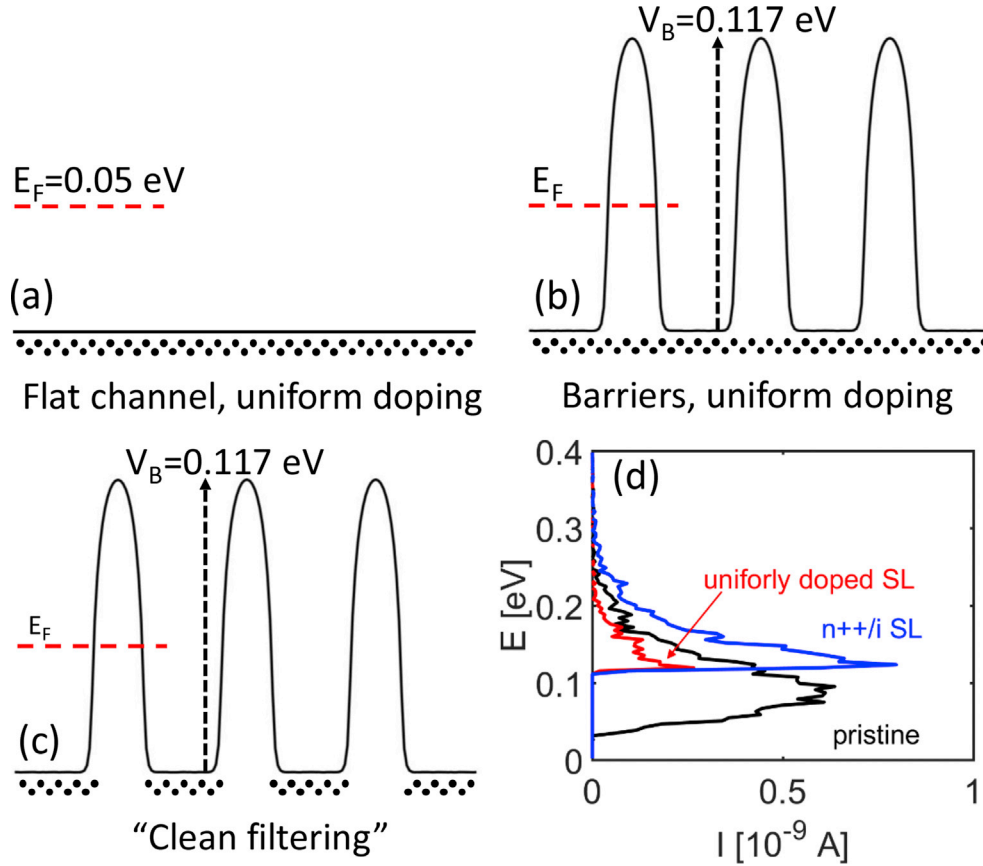 E_F=0.05 eV
(a)
Flat channel, uniform doping
V_B=0.117 eV
E_F
(b)
Barriers, uniform doping
V_B=0.117 eV
E_F
(c)
“Clean filtering”
(d)
0.4
0.3
0.2
0.1
0
E [eV]
uniforly doped SL
n++/i SL
pristine
0
0.5
1
I [10⁻⁹ A]